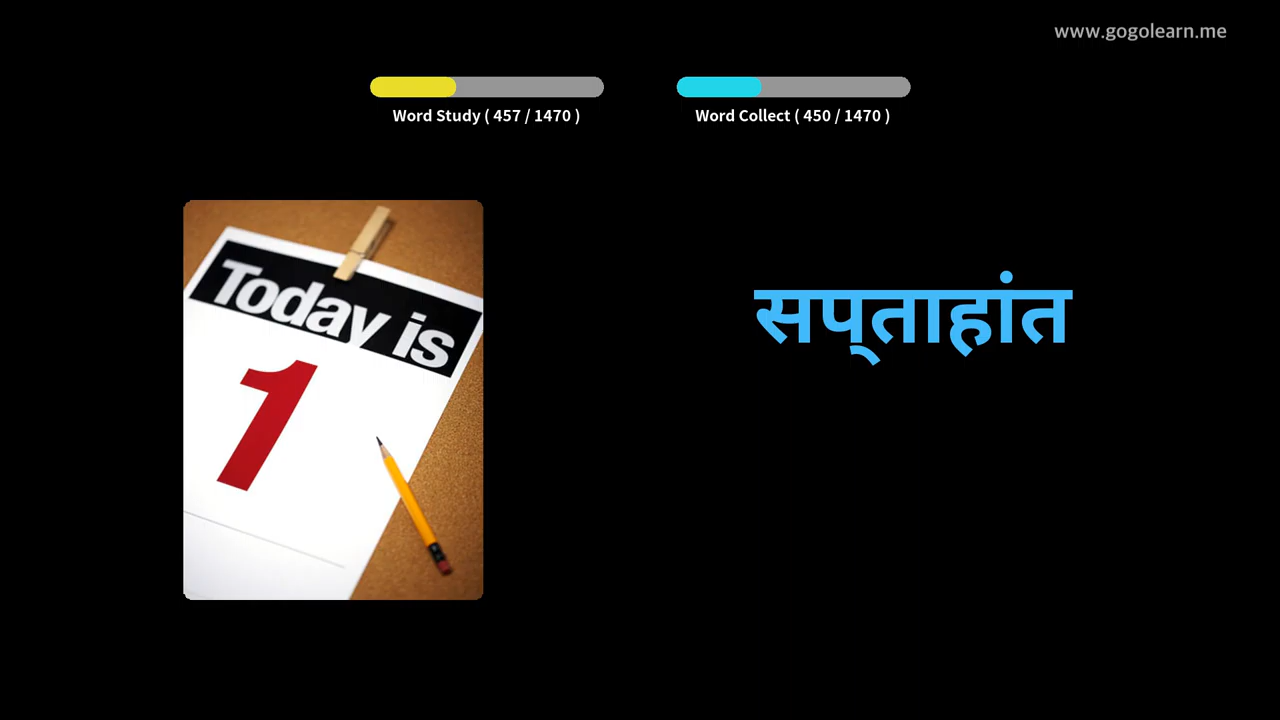 www.gogolearn.me
Word Study ( 457 / 1470 )
Word Collect ( 450 / 1470 )
Today is
1
सप्ताहांत